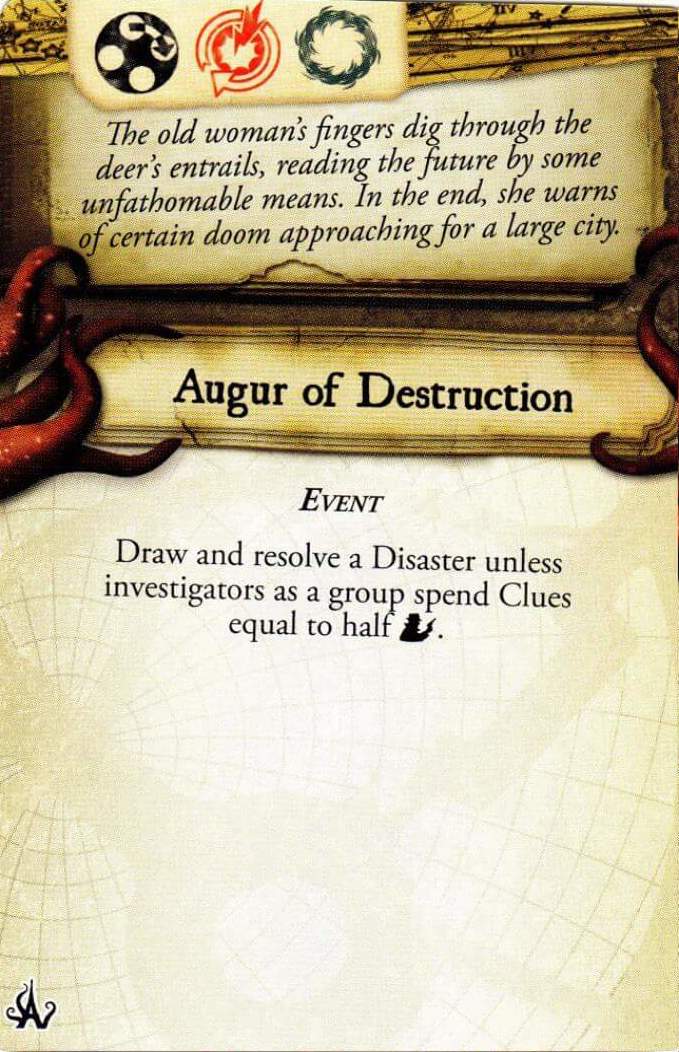 The old woman's fingers dig through the
deer's entrails, reading the future by some
unfathomable means. In the end, she warns
of certain doom approaching for a large city.
Augur of Destruction
Event
Draw and resolve a Disaster unless
investigators as a group spend Clues
equal to half .